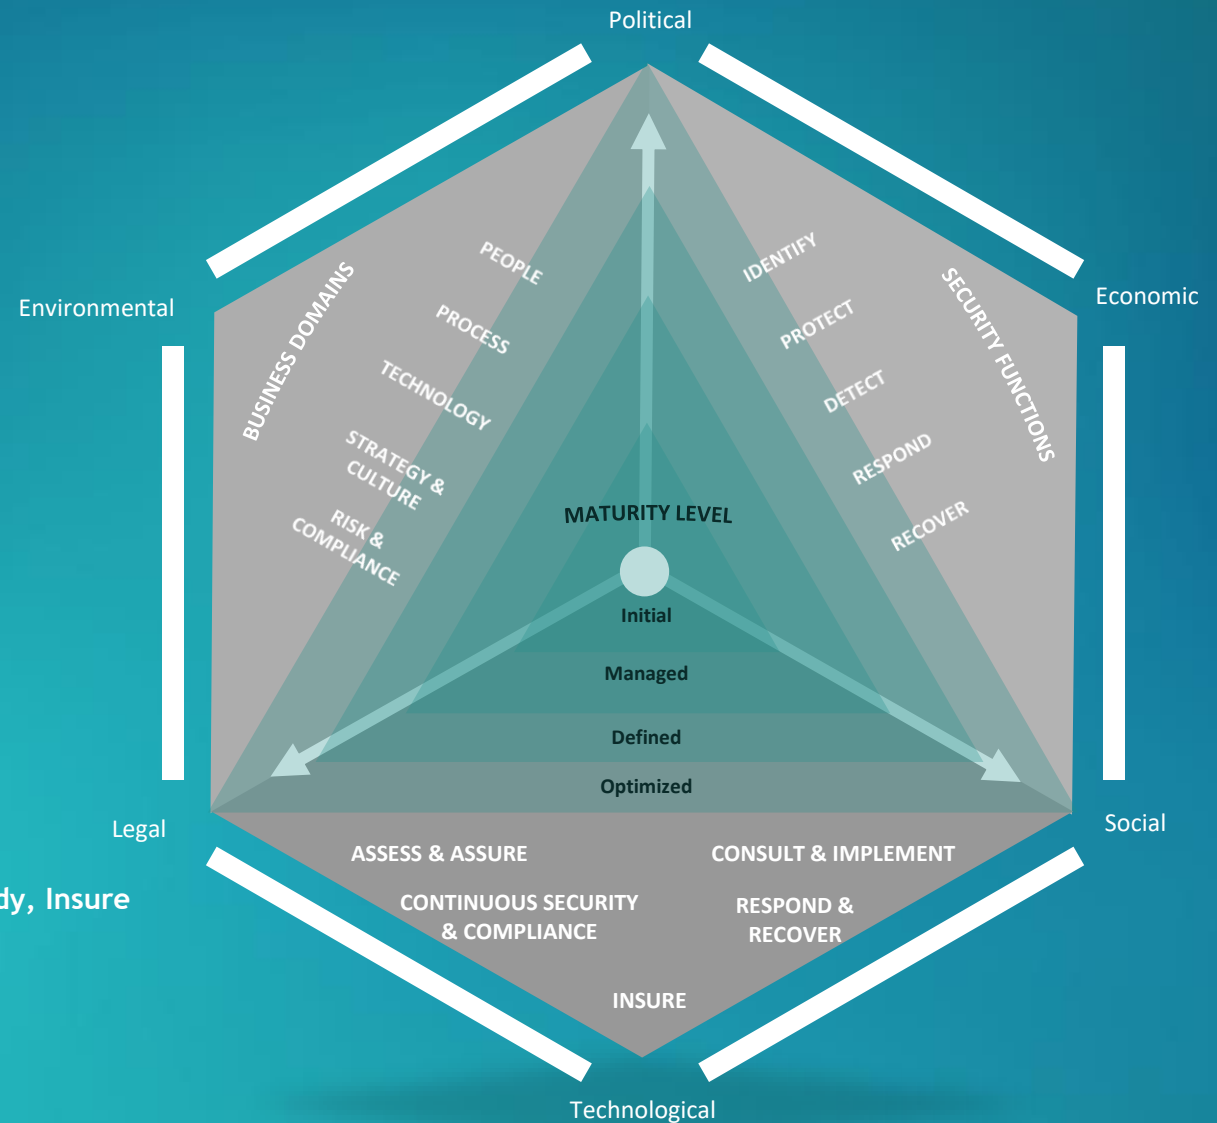 Political
Environmental
Economic
BUSINESS DOMAINS
PEOPLE
PROCESS
TECHNOLOGY
STRATEGY &
CULTURE
RISK &
COMPLIANCE
IDENTIFY
PROTECT
DETECT
RESPOND
RECOVER
SECURITY FUNCTIONS
MATURITY LEVEL
Initial
Managed
Defined
Optimized
Legal
Social
ASSESS & ASSURE
CONSULT & IMPLEMENT
CONTINUOUS SECURITY
& COMPLIANCE
RESPOND &
RECOVER
INSURE
Insure
Technological